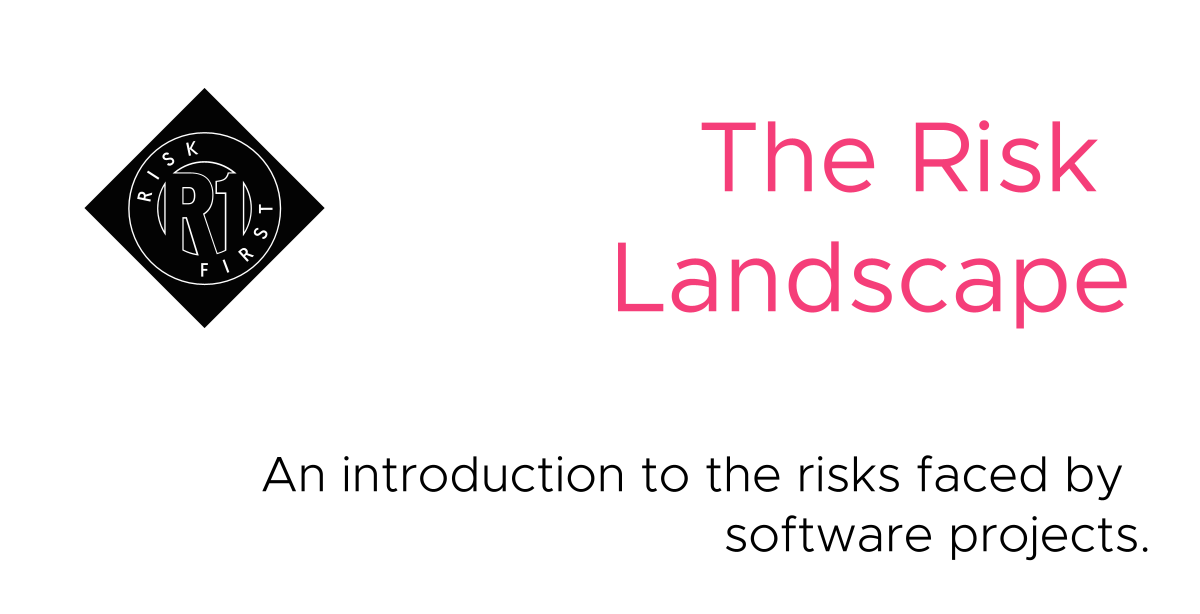 RISK
R1
FIRST
The Risk
Landscape
An introduction to the risks faced by
software projects.